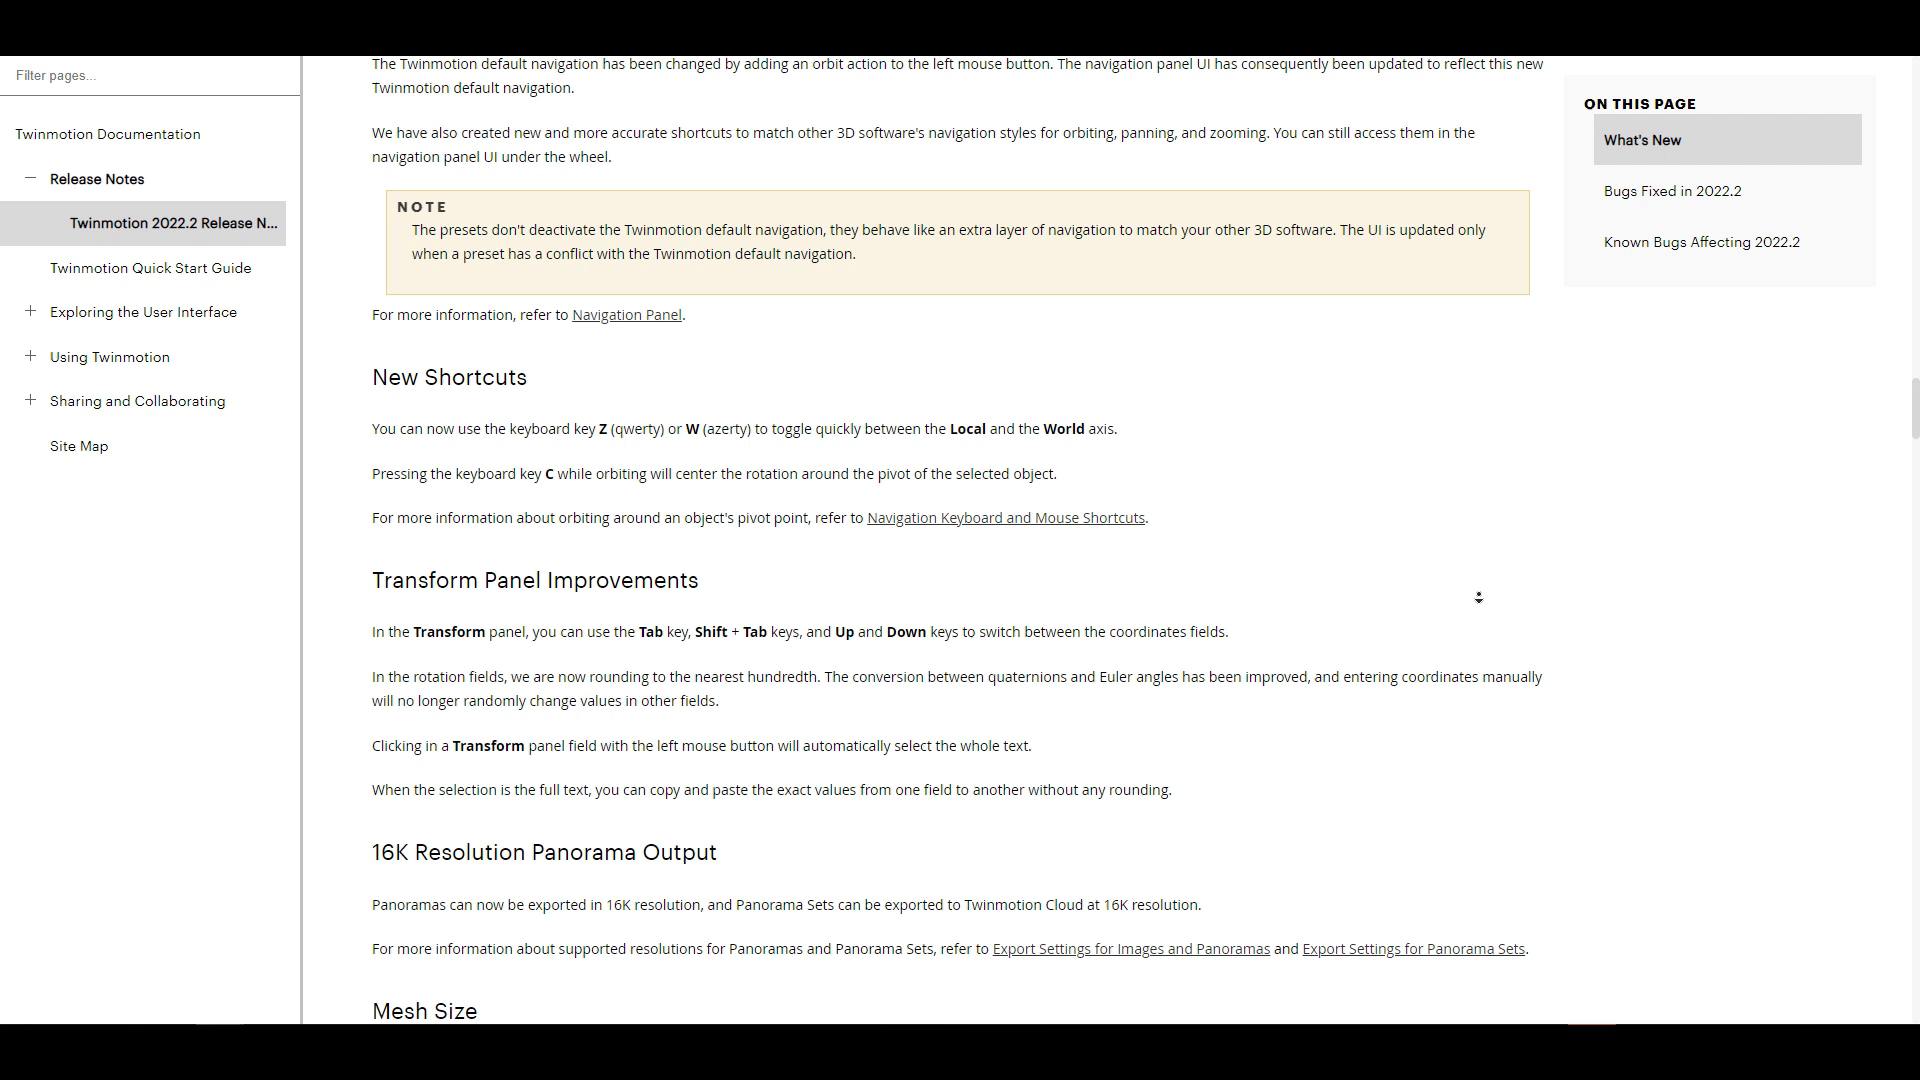 Filter pages...
Twinmotion Documentation
Release Notes
Twinmotion 2022.2 Release N...
Twinmotion Quick Start Guide
Exploring the User Interface
Using Twinmotion
Sharing and Collaborating
Site Map
The Twinmotion default navigation has been changed by adding an orbit action to the left mouse button. The navigation panel UI has consequently been updated to reflect this new
Twinmotion default navigation.
We have also created new and more accurate shortcuts to match other 3D software's navigation styles for orbiting, panning, and zooming. You can still access them in the
navigation panel UI under the wheel.
NOTE
The presets don't deactivate the Twinmotion default navigation, they behave like an extra layer of navigation to match your other 3D software. The UI is updated only
when a preset has a conflict with the Twinmotion default navigation.
For more information, refer to Navigation Panel.
New Shortcuts
You can now use the keyboard key Z (qwerty) or W (azerty) to toggle quickly between the Local and the World axis.
Pressing the keyboard key C while orbiting will center the rotation around the pivot of the selected object.
For more information about orbiting around an object's pivot point, refer to Navigation Keyboard and Mouse Shortcuts.
Transform Panel Improvements
In the Transform panel, you can use the Tab key, Shift + Tab keys, and Up and Down keys to switch between the coordinates fields.
In the rotation fields, we are now rounding to the nearest hundredth. The conversion between quaternions and Euler angles has been improved, and entering coordinates manually
will no longer randomly change values in other fields.
Clicking in a Transform panel field with the left mouse button will automatically select the whole text.
When the selection is the full text, you can copy and paste the exact values from one field to another without any rounding.
16K Resolution Panorama Output
Panoramas can now be exported in 16K resolution, and Panorama Sets can be exported to Twinmotion Cloud at 16K resolution.
For more information about supported resolutions for Panoramas and Panorama Sets, refer to Export Settings for Images and Panoramas and Export Settings for Panorama Sets.
Mesh Size
ON THIS PAGE
What's New
Bugs Fixed in 2022.2
Known Bugs Affecting 2022.2